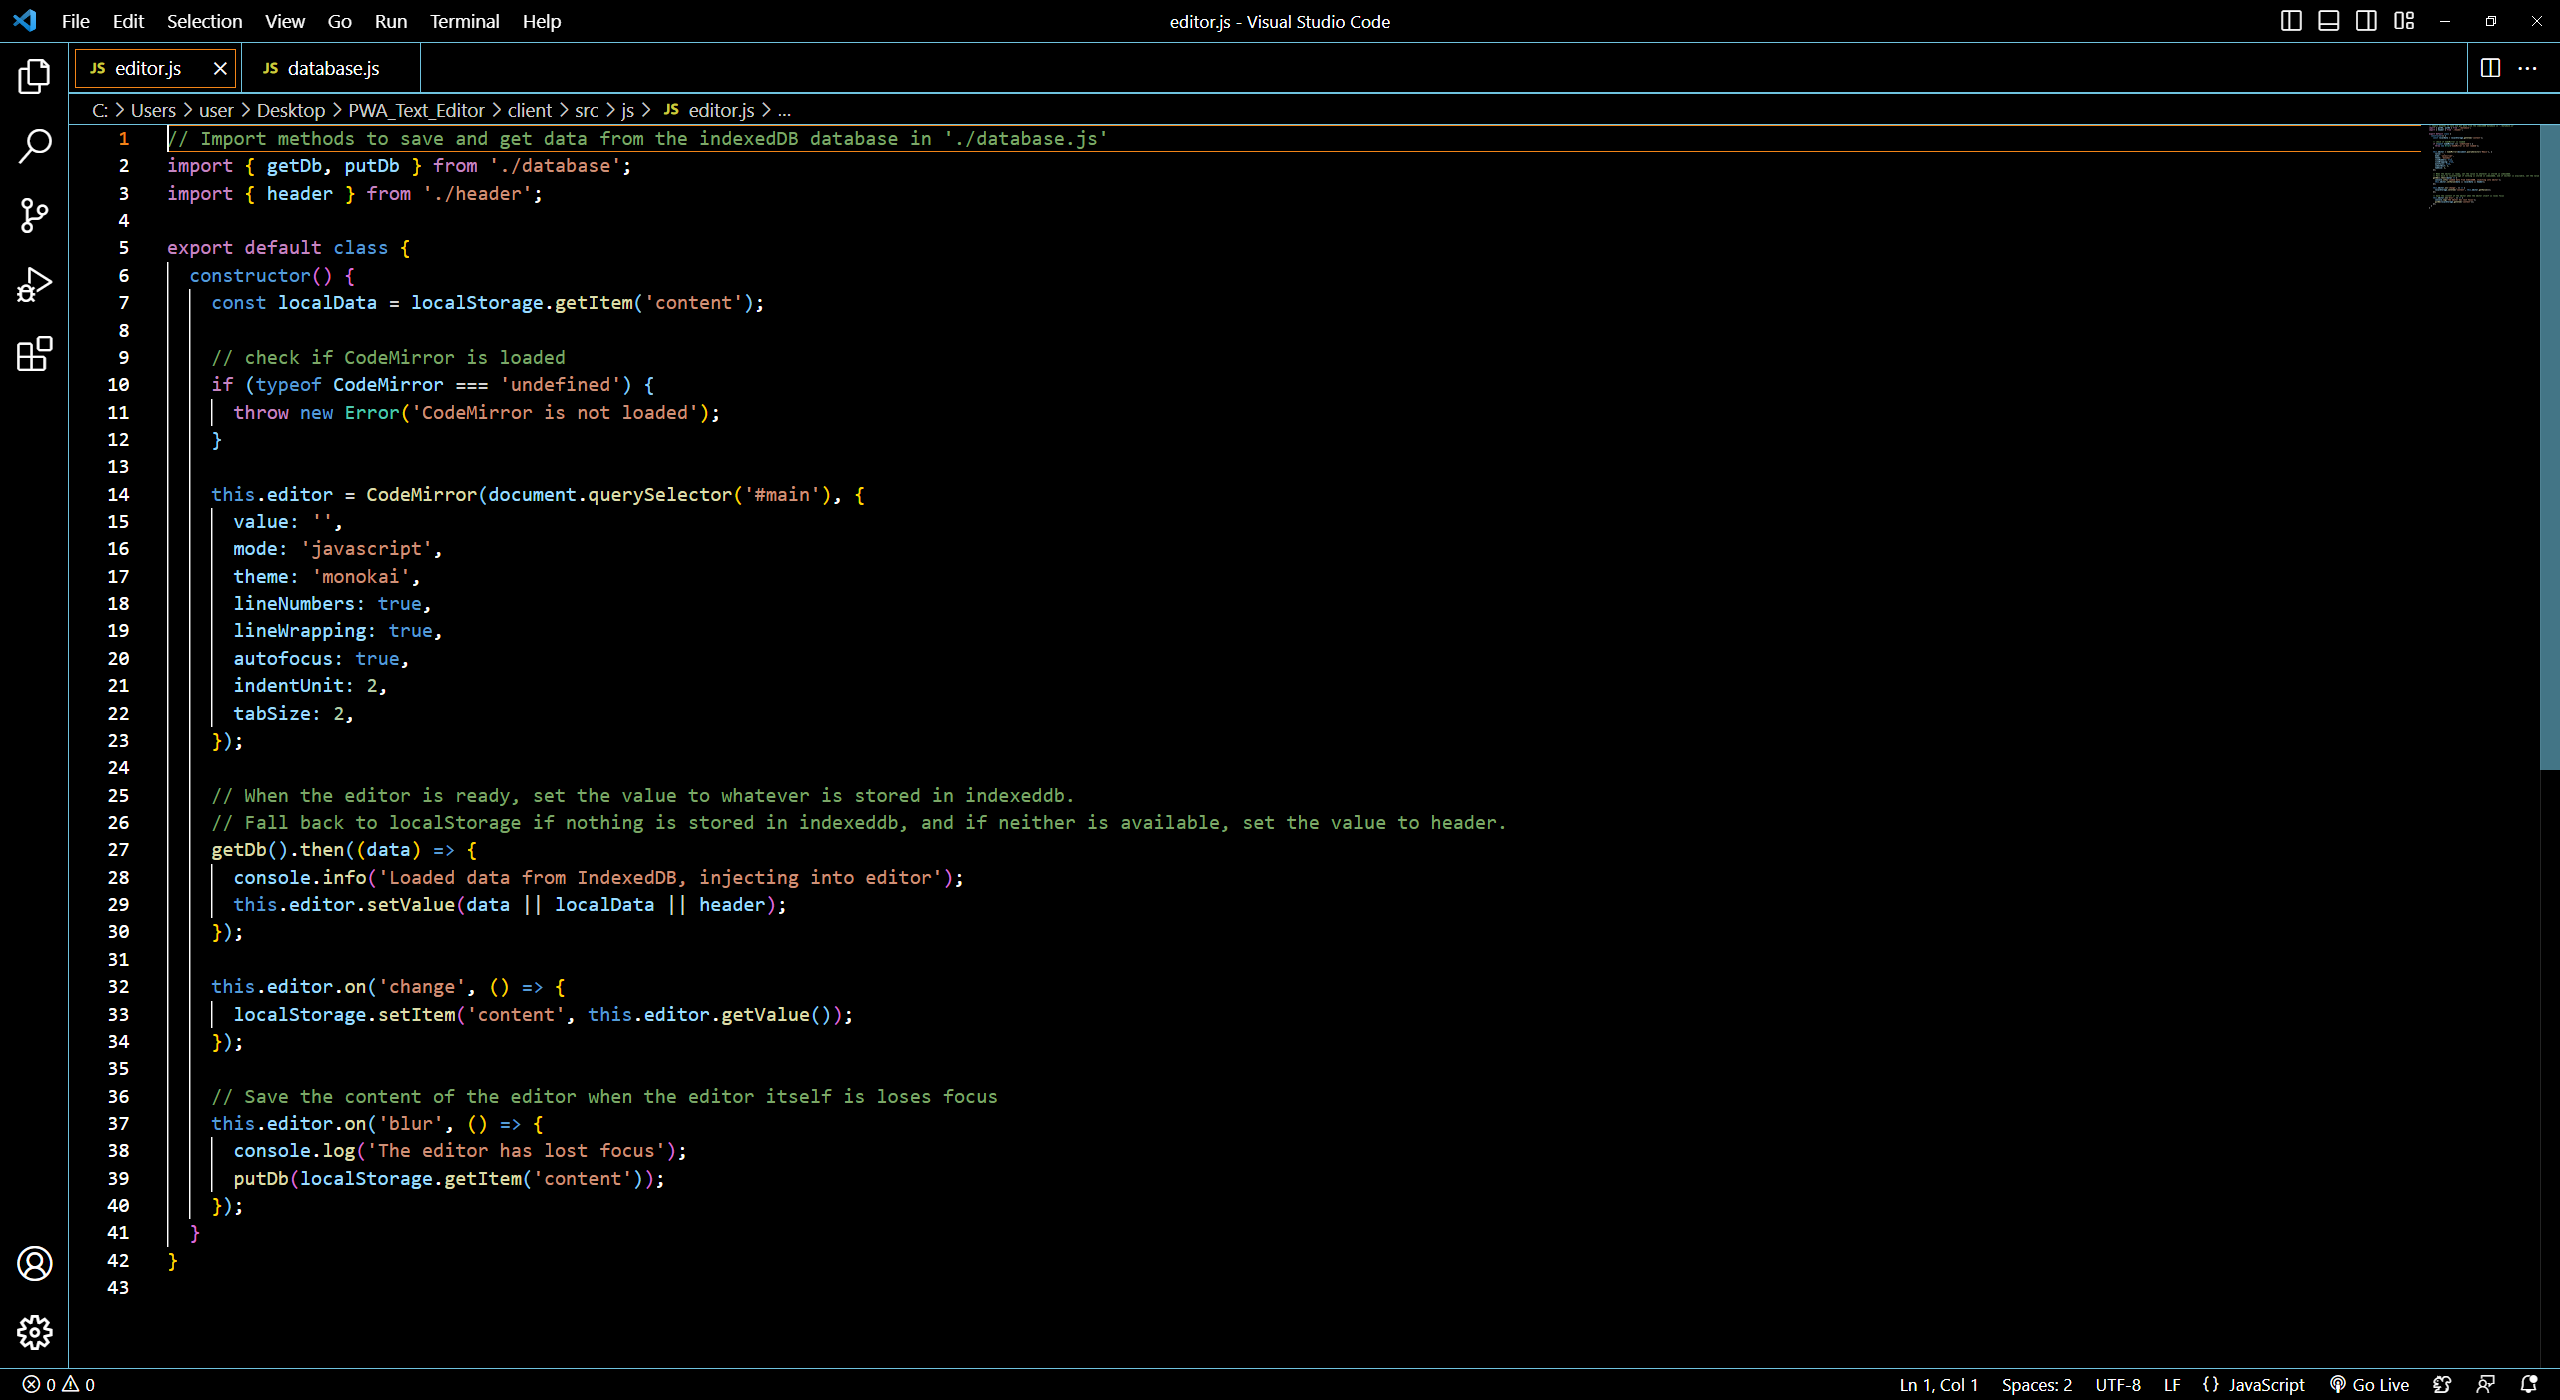 File Edit Selection View Go Run Terminal Help editor.js - Visual Studio Code
JS editor.js JS database.js
C: > Users > user > Desktop > PWA_Text_Editor > client > src > js > JS editor.js > ...
1 // Import methods to save and get data from the indexedDB database in './database.js'
2 import { getDb, putDb } from './database';
3 import { header } from './header';
4
5 export default class {
6   constructor() {
7     const localData = localStorage.getItem('content');
8
9     // check if CodeMirror is loaded
10     if (typeof CodeMirror === 'undefined') {
11       throw new Error('CodeMirror is not loaded');
12     }
13
14     this.editor = CodeMirror(document.querySelector('#main'), {
15       value: '',
16       mode: 'javascript',
17       theme: 'monokai',
18       lineNumbers: true,
19       lineWrapping: true,
20       autofocus: true,
21       indentUnit: 2,
22       tabSize: 2,
23     });
24
25     // When the editor is ready, set the value to whatever is stored in indexeddb.
26     // Fall back to localStorage if nothing is stored in indexeddb, and if neither is available, set the value to header.
27     getDb().then((data) => {
28       console.info('Loaded data from IndexedDB, injecting into editor');
29       this.editor.setValue(data || localData || header);
30     });
31
32     this.editor.on('change', () => {
33       localStorage.setItem('content', this.editor.getValue());
34     });
35
36     // Save the content of the editor when the editor itself is loses focus
37     this.editor.on('blur', () => {
38       console.log('The editor has lost focus');
39       putDb(localStorage.getItem('content'));
40     });
41   }
42 }
43
0 0 Ln 1, Col 1 Spaces: 2 UTF-8 LF {} JavaScript Go Live